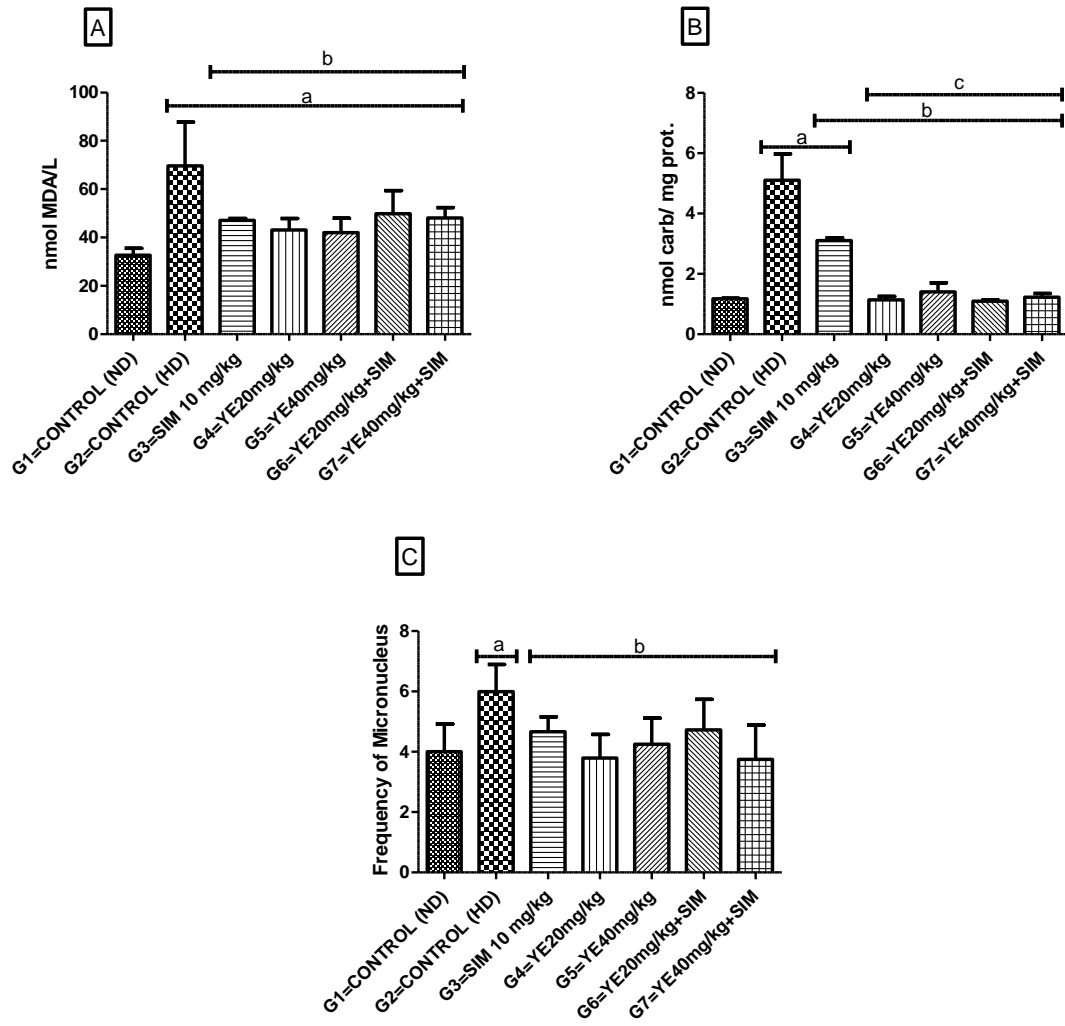 A
b
a
100
80
60
40
20
0
nmol MDA/L
G1=CONTROL (ND)
G2=CONTROL (HD)
G3=SIM 10 mg/kg
G4=YE20mg/kg
G5=YE40mg/kg
G6=YE20mg/kg+SIM
G7=YE40mg/kg+SIM
B
c
b
a
8
6
4
2
0
nmol carb/ mg prot.
G1=CONTROL (ND)
G2=CONTROL (HD)
G3=SIM 10 mg/kg
G4=YE20mg/kg
G5=YE40mg/kg
G6=YE20mg/kg+SIM
G7=YE40mg/kg+SIM
C
a
b
8
6
4
2
0
Frequency of Micronucleus
G1=CONTROL (ND)
G2=CONTROL (HD)
G3=SIM 10 mg/kg
G4=YE20mg/kg
G5=YE40mg/kg
G6=YE20mg/kg+SIM
G7=YE40mg/kg+SIM